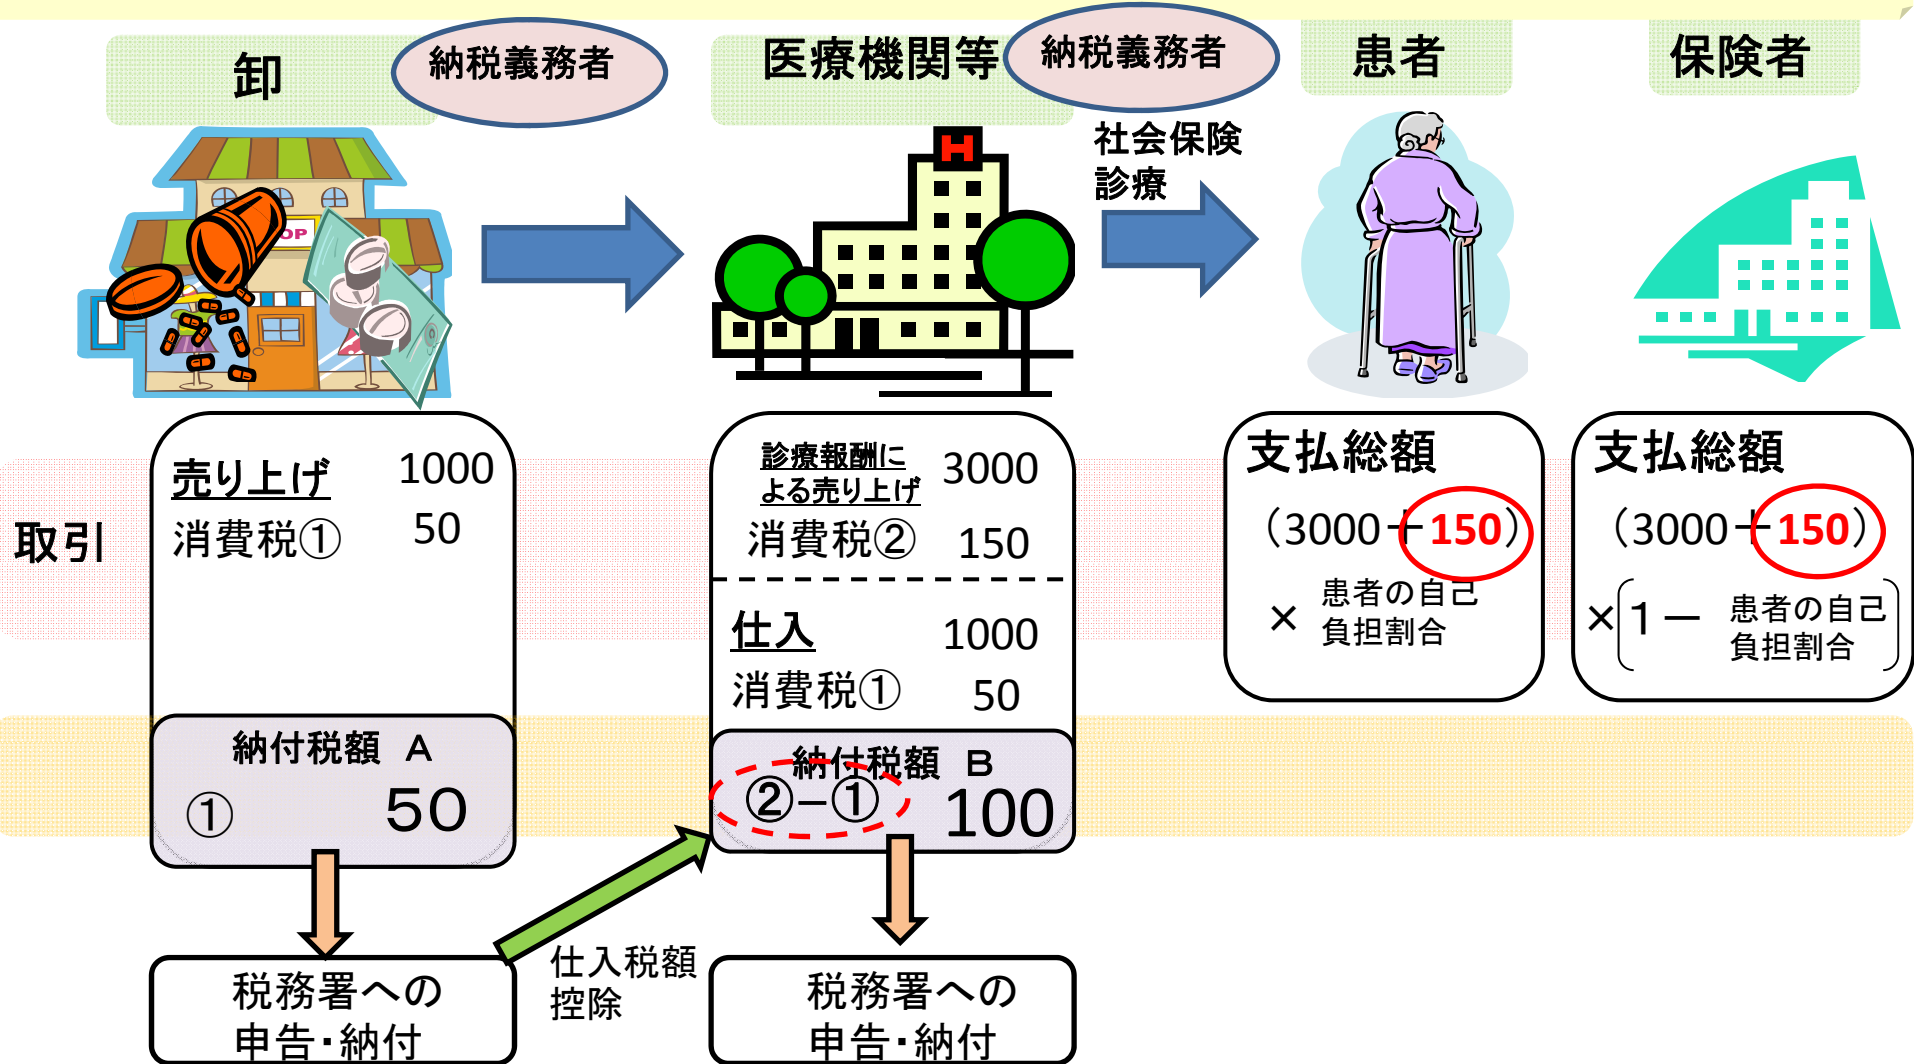 卸
納税義務者
医療機関等
納税義務者
患者
保険者
社会保険
診療
H
OP
取引
売り上げ 1000
消費税① 50
診療報酬に
よる売り上げ 3000
消費税② 150
仕入 1000
消費税① 50
支払総額
（3000＋150）
× 患者の自己
負担割合
支払総額
（3000＋150）
×（1－ 患者の自己
負担割合）
納付税額 A
① 50
納付税額 B
②－① 100
仕入税額
控除
税務署への
申告・納付
税務署への
申告・納付